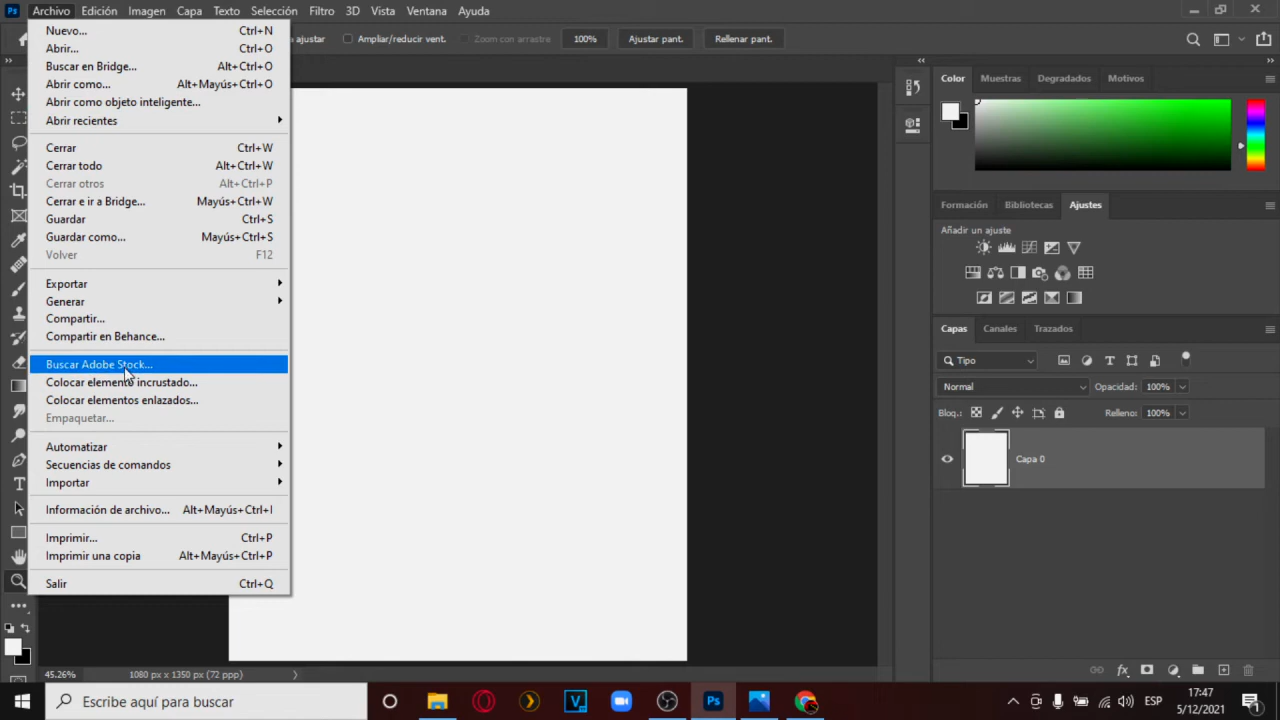 Ps Archivo Edición Imagen Capa Texto Selección Filtro 3D Vista Ventana Ayuda
ajustar Ampliar/reducir vent. Zoom con arrastre 100% Ajustar pant. Rellenar pant.
Nuevo... Ctrl+N
Abrir... Ctrl+O
Buscar en Bridge... Alt+Ctrl+O
Abrir como... Alt+Mayús+Ctrl+O
Abrir como objeto inteligente...
Abrir recientes
Cerrar Ctrl+W
Cerrar todo Alt+Ctrl+W
Cerrar otros Alt+Ctrl+P
Cerrar e ir a Bridge... Mayús+Ctrl+W
Guardar Ctrl+S
Guardar como... Mayús+Ctrl+S
Volver F12
Exportar
Generar
Compartir...
Compartir en Behance...
Buscar Adobe Stock...
Colocar elemento incrustado...
Colocar elementos enlazados...
Empaquetar...
Automatizar
Secuencias de comandos
Importar
Información de archivo... Alt+Mayús+Ctrl+I
Imprimir... Ctrl+P
Imprimir una copia Alt+Mayús+Ctrl+P
Salir Ctrl+Q
Color Muestras Degradados Motivos
Formación Bibliotecas Ajustes
Añadir un ajuste
Capas Canales Trazados
Tipo
Normal Opacidad: 100%
Bloq.: Relleno: 100%
Capa 0
45.26% 1080 px x 1350 px (72 ppp)
Escribe aquí para buscar
Ps
ESP
17:47
5/12/2021